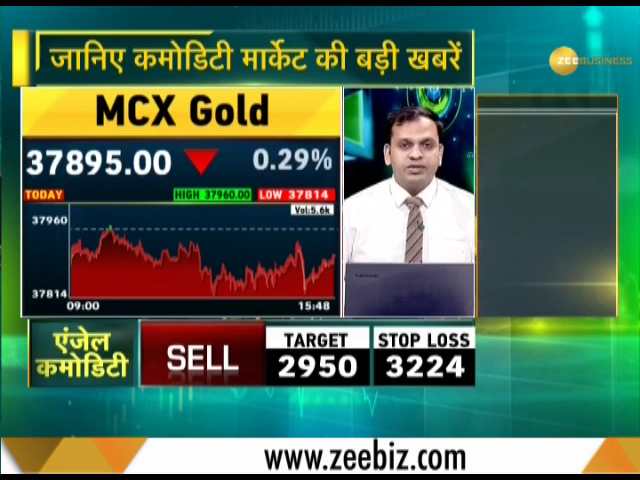 जानिए कमोडिटी मार्केट की बड़ी खबरें
ZEE BUSINESS
MCX Gold
37895.00 0.29%
TODAY HIGH 37960.00 LOW 37814
Vol:5.6k
37960
37814
09:00 15:48
एंजेल
कमोडिटी
SELL
TARGET
2950
STOP LOSS
3224
www.zeebiz.com